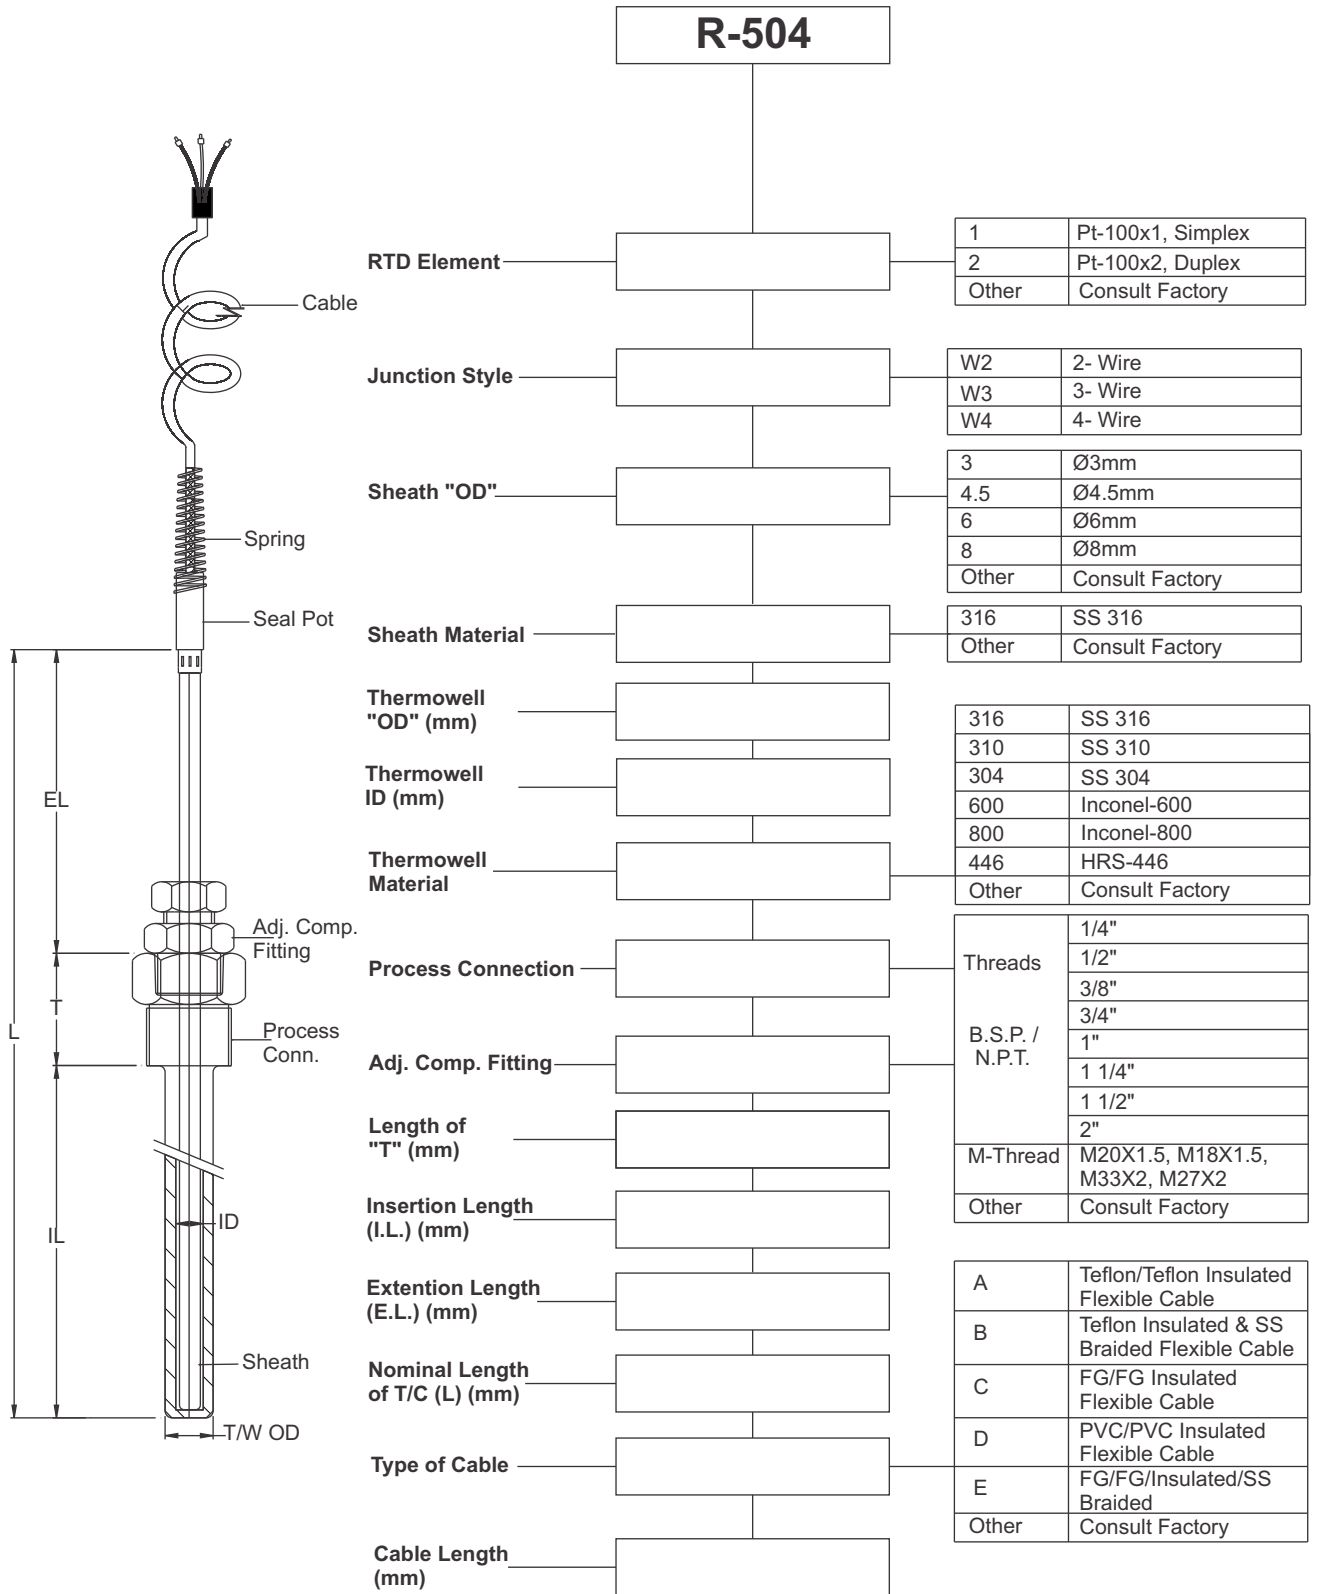 R-504
Cable
Spring
Seal Pot
EL
Adj. Comp.
Fitting
T
L
Process
Conn.
ID
IL
Sheath
T/W OD
RTD Element
1 Pt-100x1, Simplex
2 Pt-100x2, Duplex
Other Consult Factory
Junction Style
W2 2- Wire
W3 3- Wire
W4 4- Wire
Sheath "OD"
3 Ø3mm
4.5 Ø4.5mm
6 Ø6mm
8 Ø8mm
Other Consult Factory
Sheath Material
316 SS 316
Other Consult Factory
Thermowell
"OD" (mm)
Thermowell
ID (mm)
Thermowell
Material
316 SS 316
310 SS 310
304 SS 304
600 Inconel-600
800 Inconel-800
446 HRS-446
Other Consult Factory
Process Connection
Adj. Comp. Fitting
Threads
B.S.P. /
N.P.T.
1/4"
1/2"
3/8"
3/4"
1"
1 1/4"
1 1/2"
2"
M-Thread M20X1.5, M18X1.5,
M33X2, M27X2
Other Consult Factory
Length of
"T" (mm)
Insertion Length
(I.L.) (mm)
Extention Length
(E.L.) (mm)
Nominal Length
of T/C (L) (mm)
Type of Cable
A Teflon/Teflon Insulated
Flexible Cable
B Teflon Insulated & SS
Braided Flexible Cable
C FG/FG Insulated
Flexible Cable
D PVC/PVC Insulated
Flexible Cable
E FG/FG/Insulated/SS
Braided
Other Consult Factory
Cable Length
(mm)